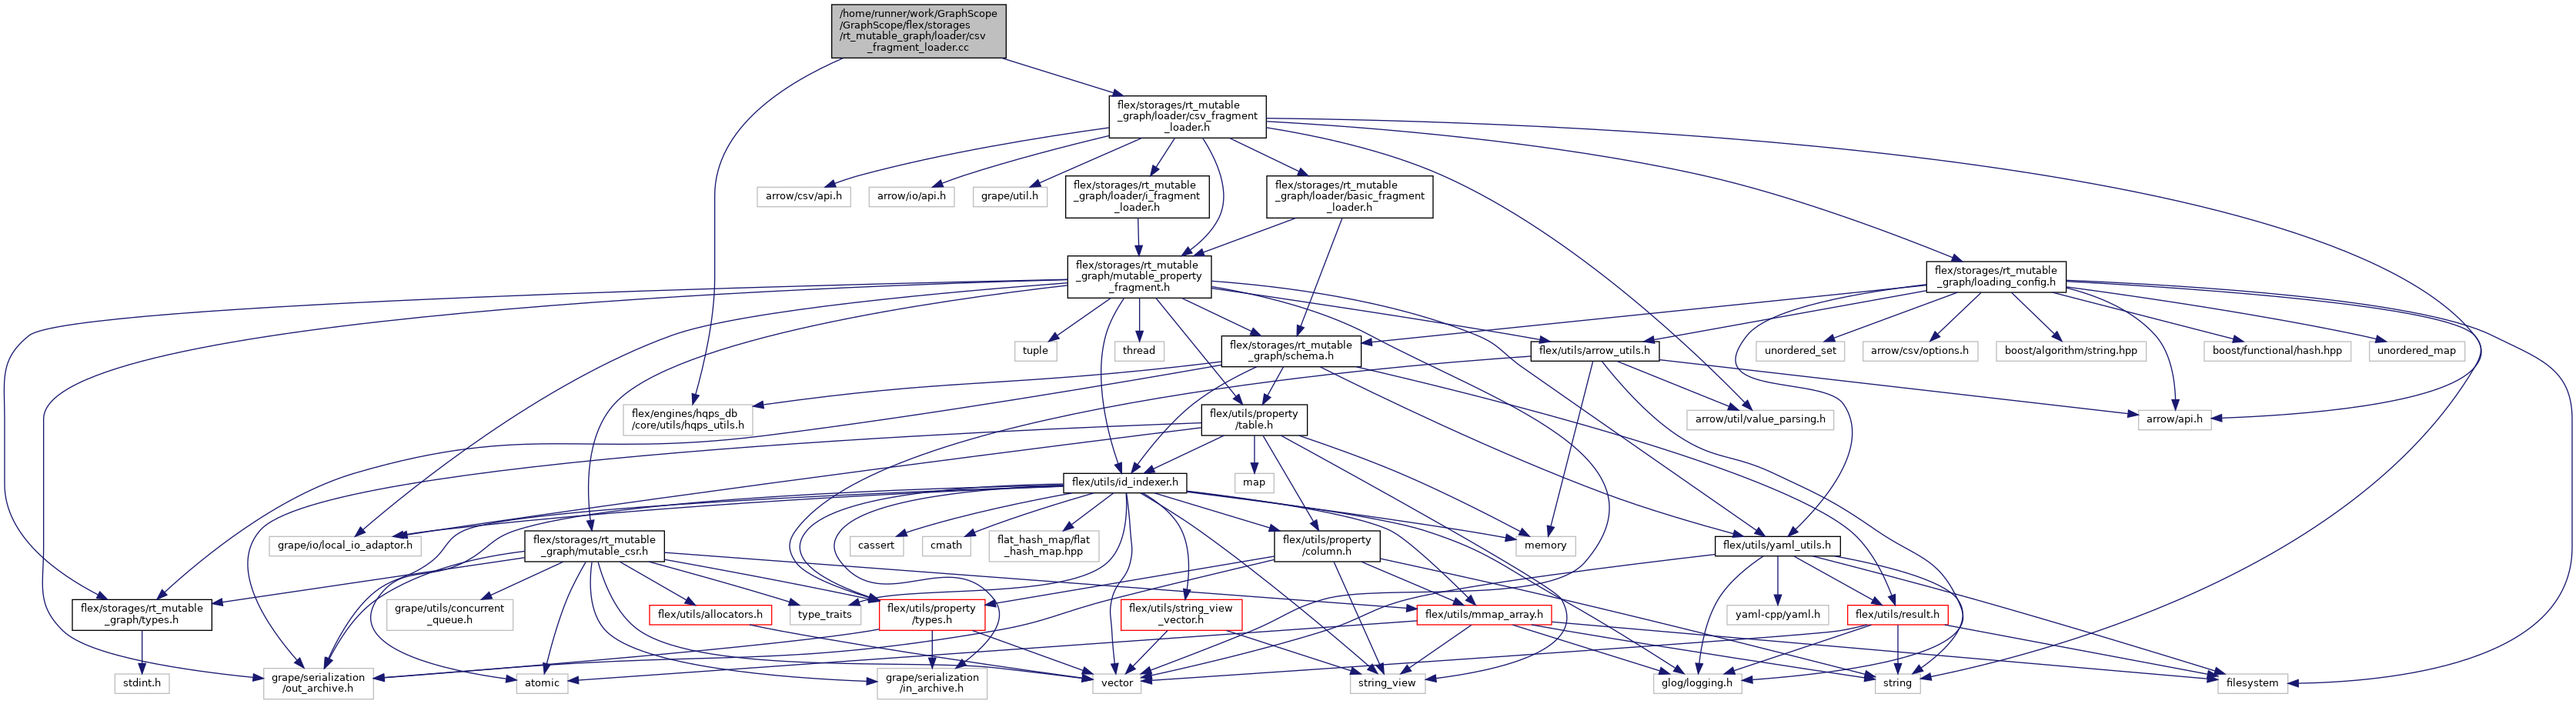 /home/runner/work/GraphScope
/GraphScope/flex/storages
/rt_mutable_graph/loader/csv
_fragment_loader.cc
flex/storages/rt_mutable
_graph/loader/csv_fragment
_loader.h
arrow/csv/api.h
arrow/io/api.h
grape/util.h
flex/storages/rt_mutable
_graph/loader/i_fragment
_loader.h
flex/storages/rt_mutable
_graph/loader/basic_fragment
_loader.h
flex/storages/rt_mutable
_graph/mutable_property
_fragment.h
flex/storages/rt_mutable
_graph/loading_config.h
tuple
thread
flex/storages/rt_mutable
_graph/schema.h
flex/utils/arrow_utils.h
unordered_set
arrow/csv/options.h
boost/algorithm/string.hpp
boost/functional/hash.hpp
unordered_map
flex/engines/hqps_db
/core/utils/hqps_utils.h
flex/utils/property
/table.h
arrow/util/value_parsing.h
arrow/api.h
flex/utils/id_indexer.h
map
grape/io/local_io_adaptor.h
flex/storages/rt_mutable
_graph/mutable_csr.h
cassert
cmath
flat_hash_map/flat
_hash_map.hpp
flex/utils/property
/column.h
memory
flex/utils/yaml_utils.h
flex/storages/rt_mutable
_graph/types.h
grape/utils/concurrent
_queue.h
flex/utils/allocators.h
type_traits
flex/utils/property
/types.h
flex/utils/string_view
_vector.h
flex/utils/mmap_array.h
yaml-cpp/yaml.h
flex/utils/result.h
stdint.h
grape/serialization
/out_archive.h
atomic
grape/serialization
/in_archive.h
vector
string_view
glog/logging.h
string
filesystem